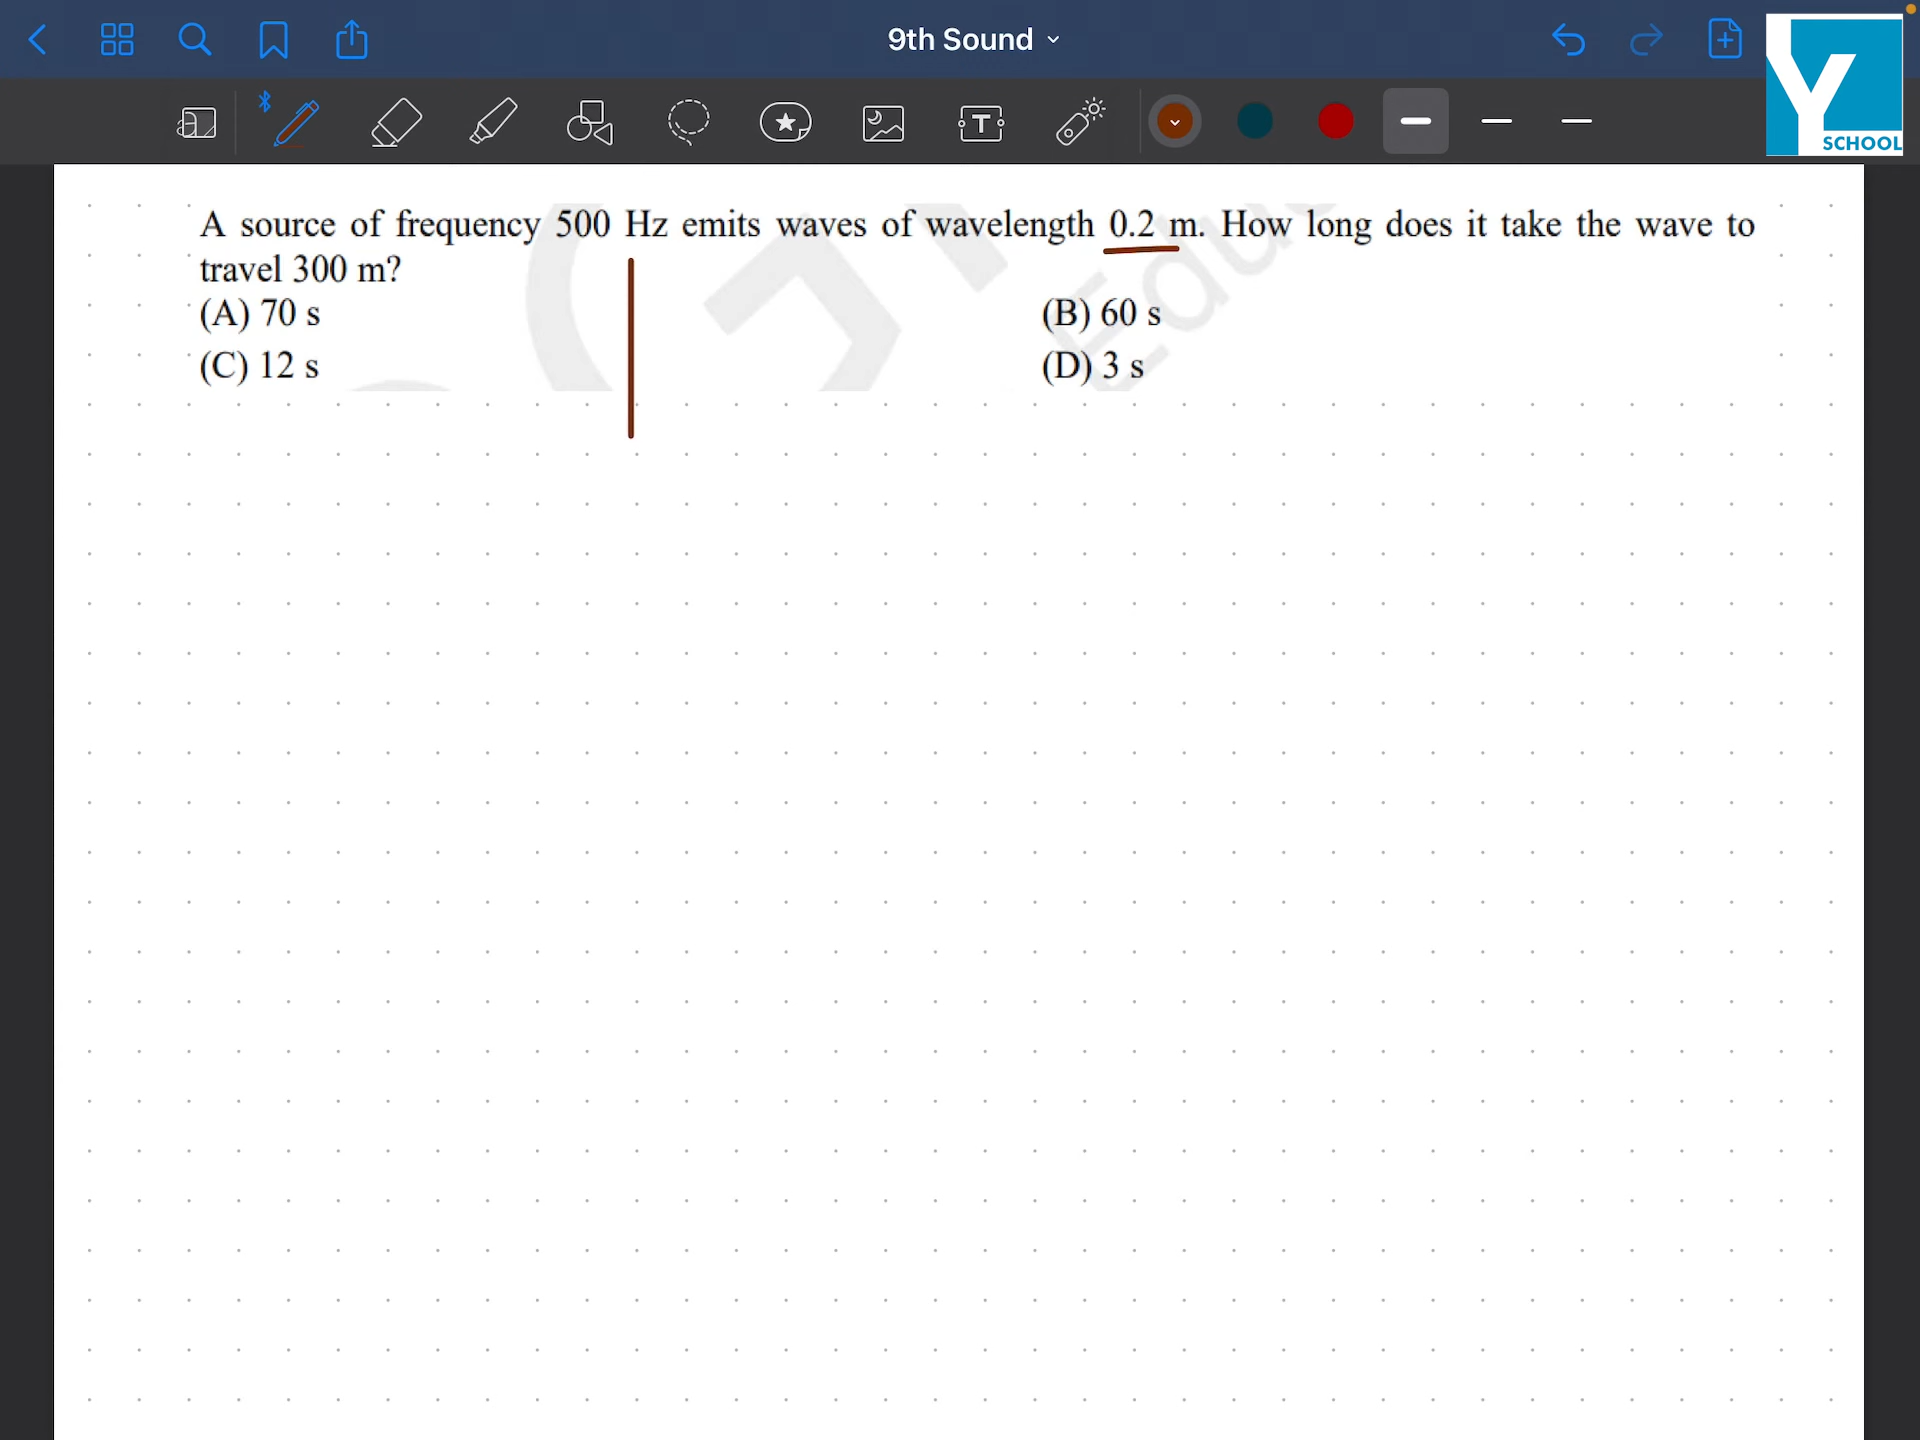 9th Sound
Y
SCHOOL
T
A source of frequency 500 Hz emits waves of wavelength 0.2 m. How long does it take the wave to
travel 300 m?
(A) 70 s
(B) 60 s
(C) 12 s
(D) 3 s
Edu